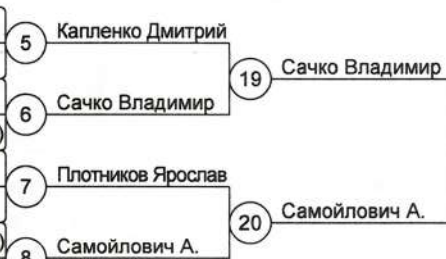 5 Капленко Дмитрий
19 Сачко Владимир
6 Сачко Владимир
7 Плотников Ярослав
20 Самойлович А.
8 Самойлович А.